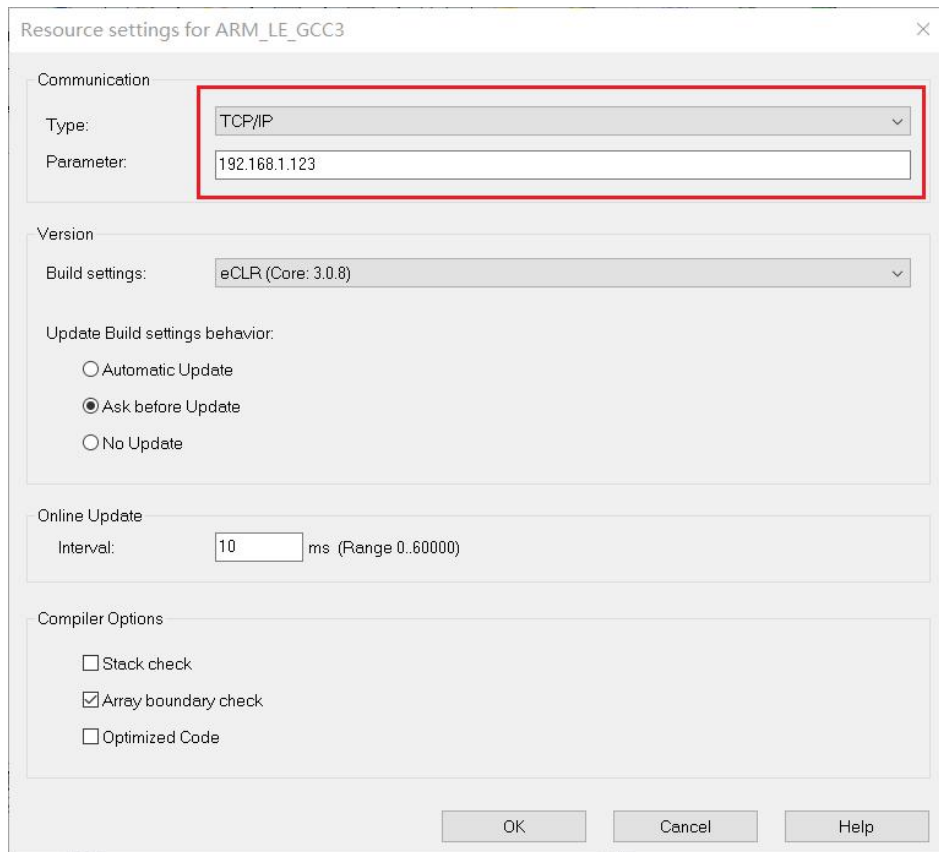 Resource settings for ARM_LE_GCC3
Communication
Type:
TCP/IP
Parameter:
192.168.1.123
Version
Build settings:
eCLR (Core: 3.0.8)
Update Build settings behavior:
Automatic Update
Ask before Update
No Update
Online Update
Interval:
10
ms (Range 0..60000)
Compiler Options
Stack check
Array boundary check
Optimized Code
OK
Cancel
Help